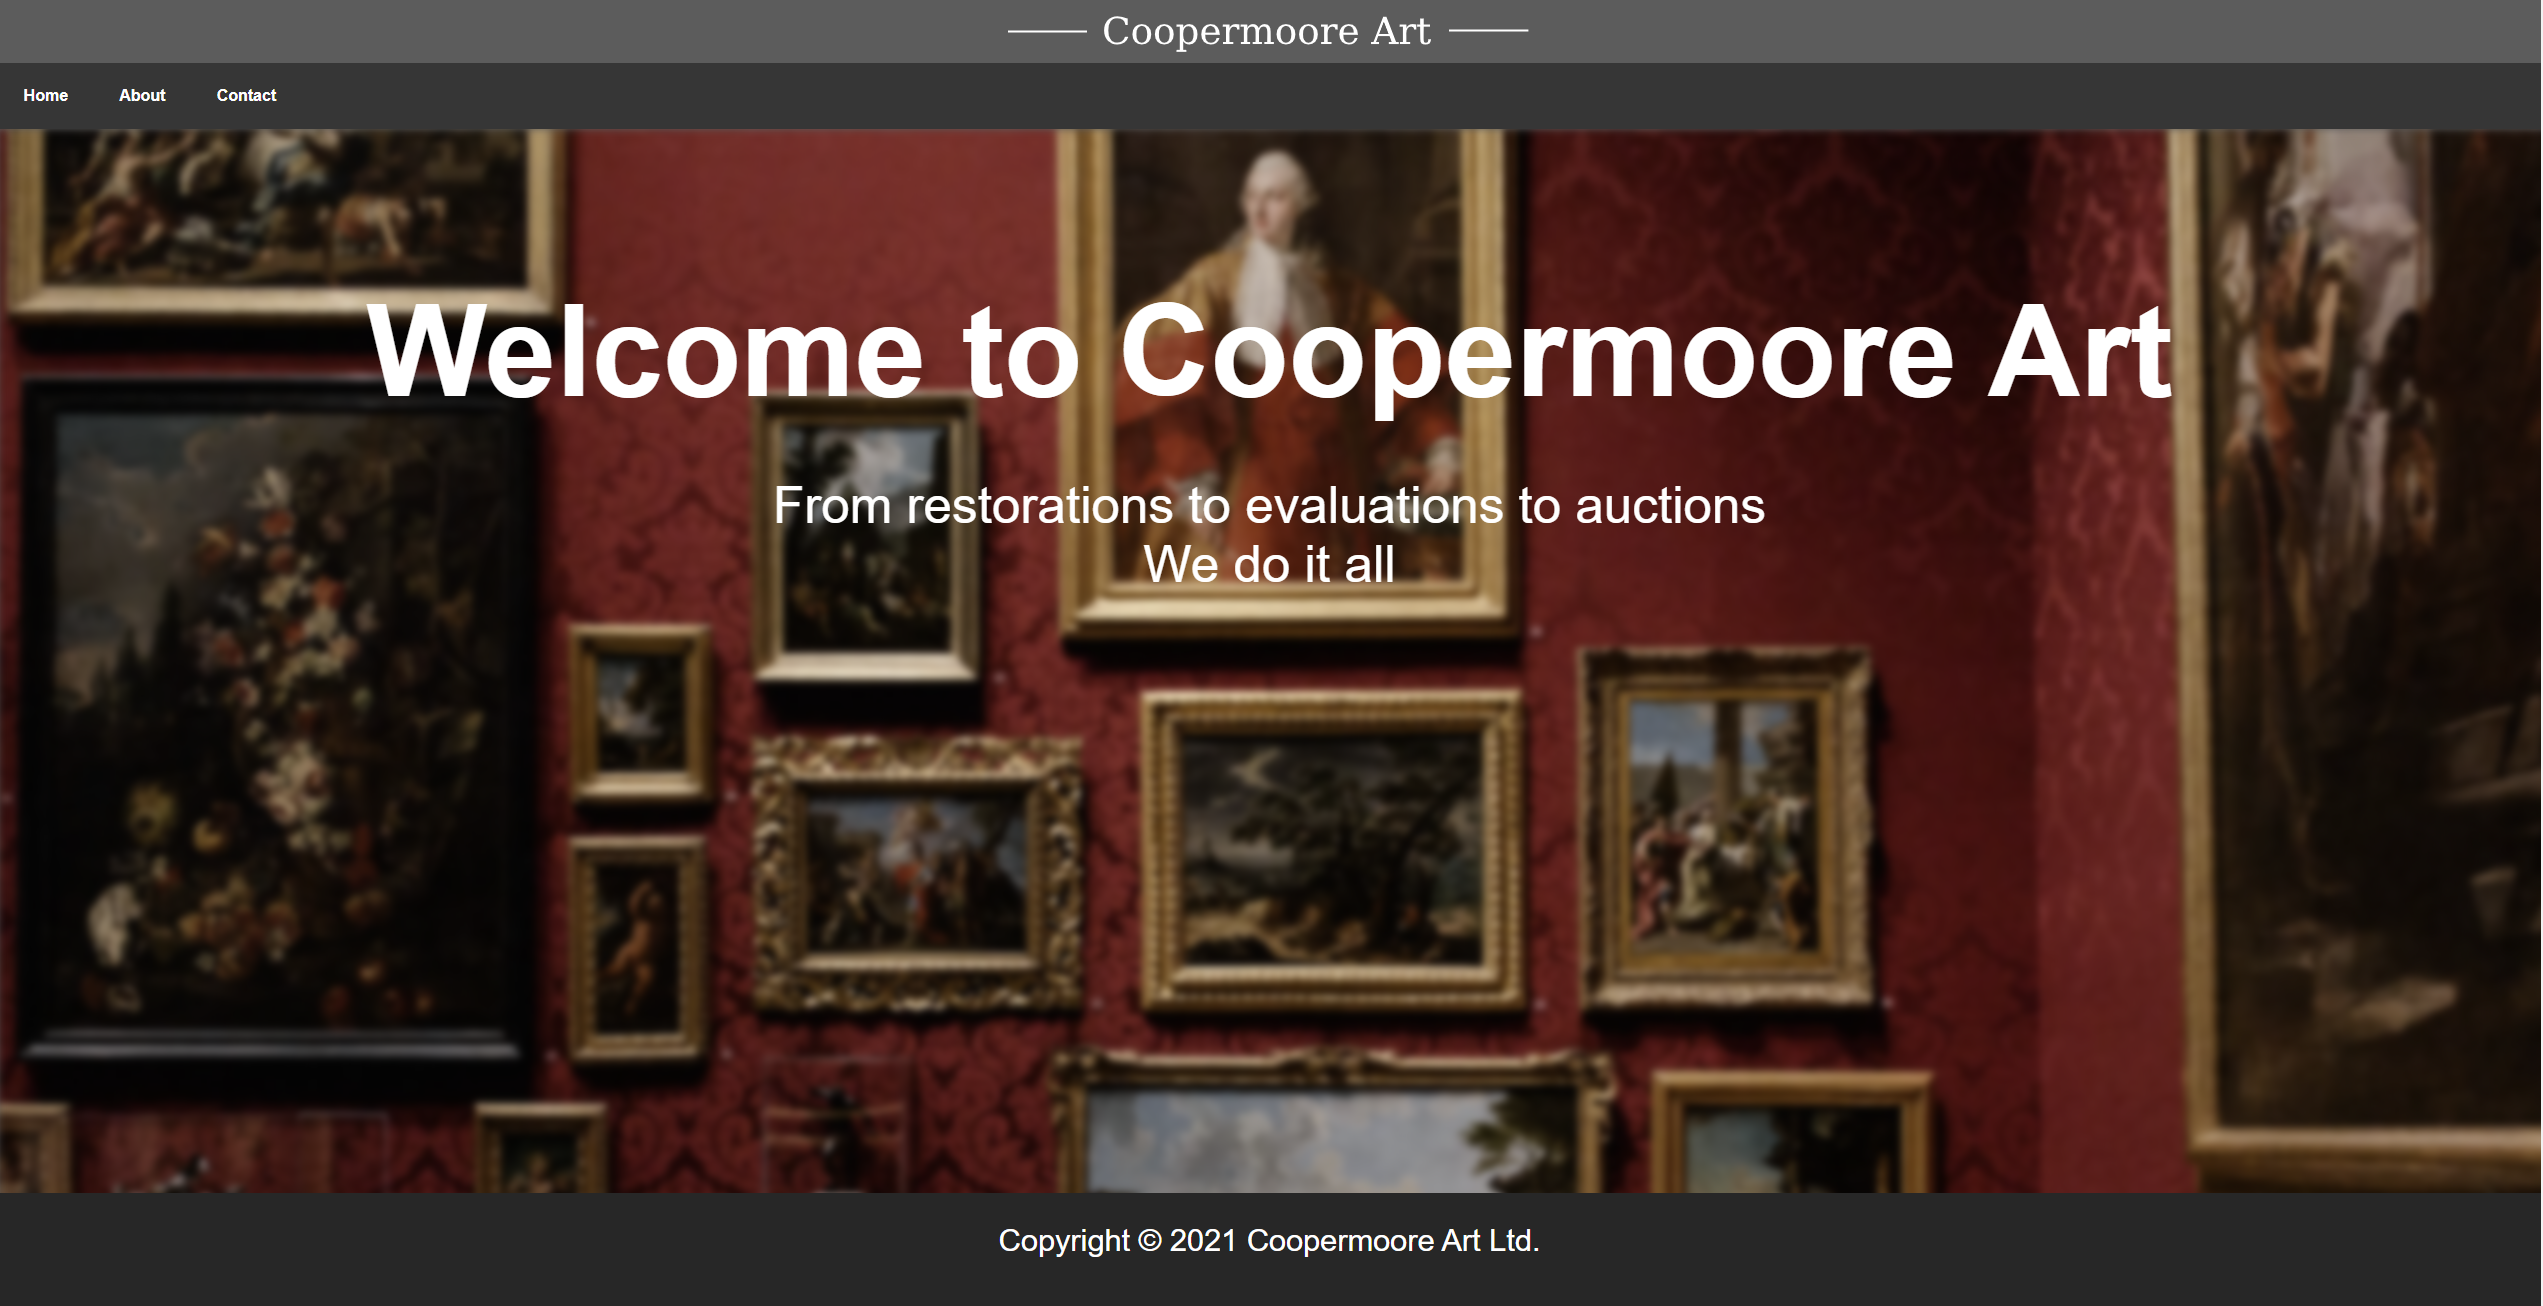 Coopermoore Art
Home About Contact
Welcome to Coopermoore Art
From restorations to evaluations to auctions
We do it all
Copyright © 2021 Coopermoore Art Ltd.